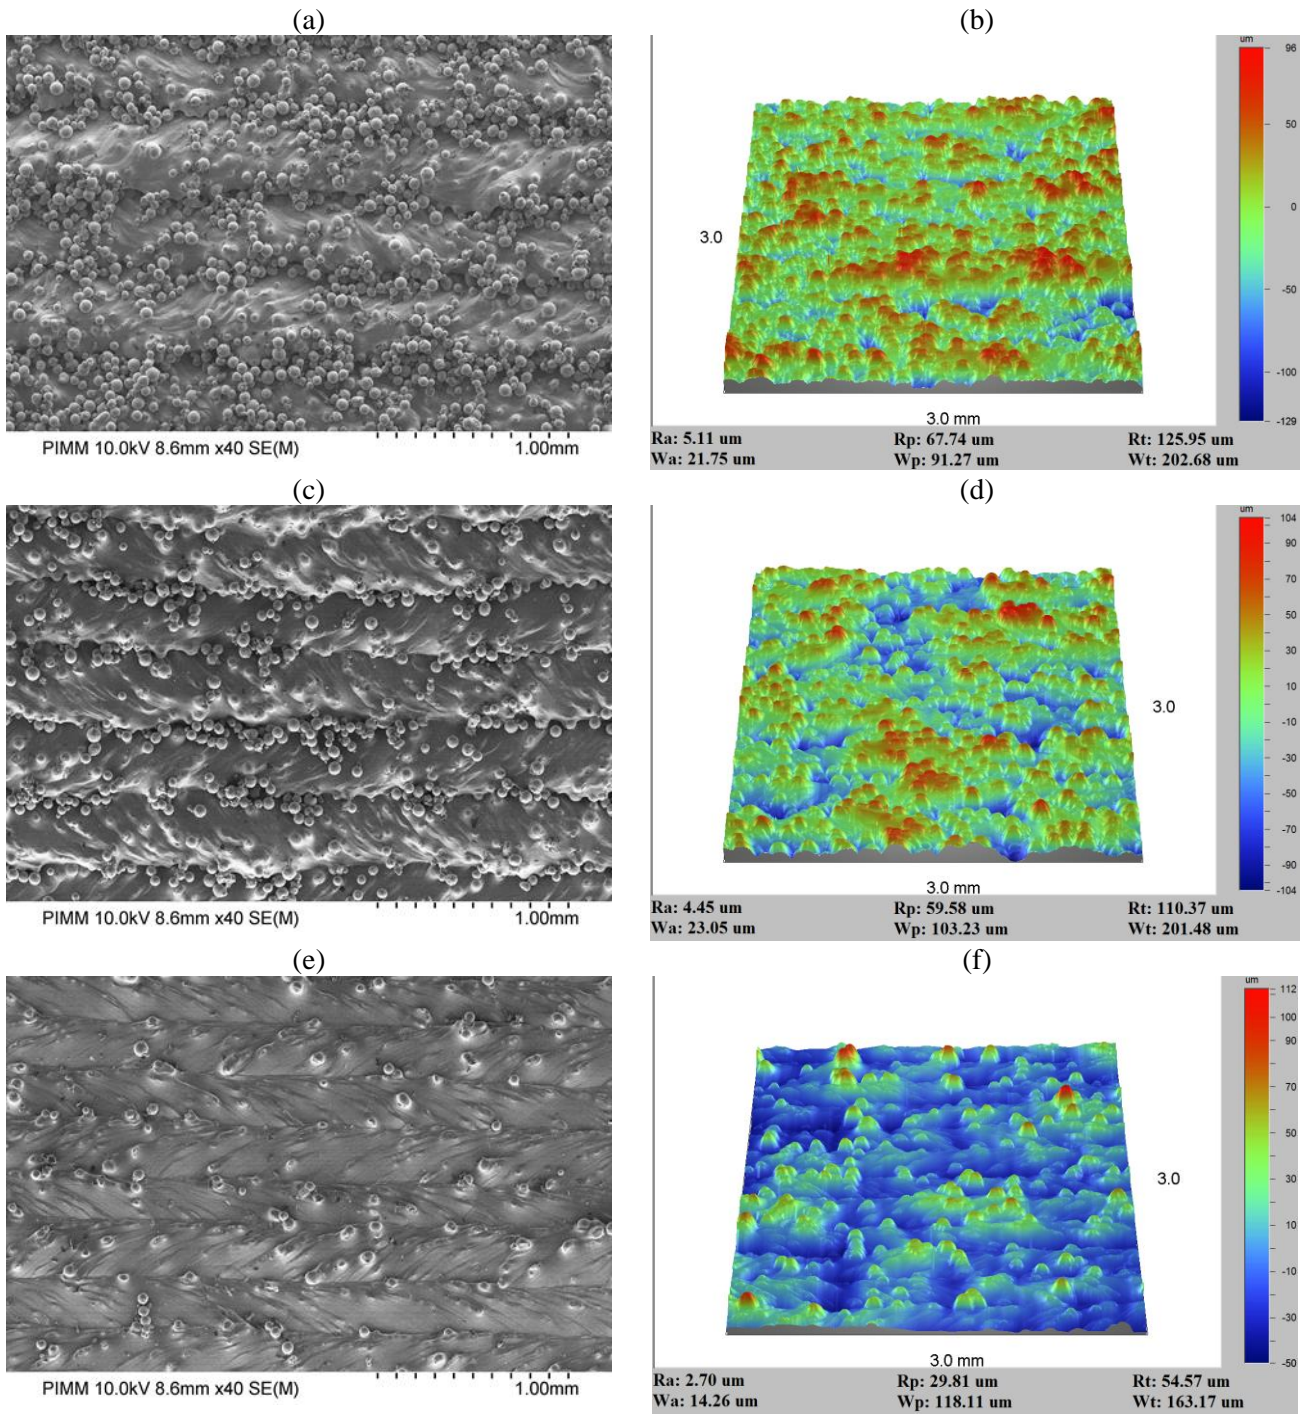 (a)
(b)
PIMM 10.0kV 8.6mm x40 SE(M)
1.00mm
um
96
50
0
-50
-100
-129
3.0
3.0 mm
Ra: 5.11 um Rp: 67.74 um Rt: 125.95 um
Wa: 21.75 um Wp: 91.27 um Wt: 202.68 um
(c)
(d)
PIMM 10.0kV 8.6mm x40 SE(M)
1.00mm
um
104
90
70
50
30
10
-10
-30
-50
-70
-90
-104
3.0
3.0 mm
Ra: 4.45 um Rp: 59.58 um Rt: 110.37 um
Wa: 23.05 um Wp: 103.23 um Wt: 201.48 um
(e)
(f)
PIMM 10.0kV 8.6mm x40 SE(M)
1.00mm
um
112
90
70
50
30
10
-10
-30
-50
3.0
3.0 mm
Ra: 2.70 um Rp: 29.81 um Rt: 54.57 um
Wa: 14.26 um Wp: 118.11 um Wt: 163.17 um